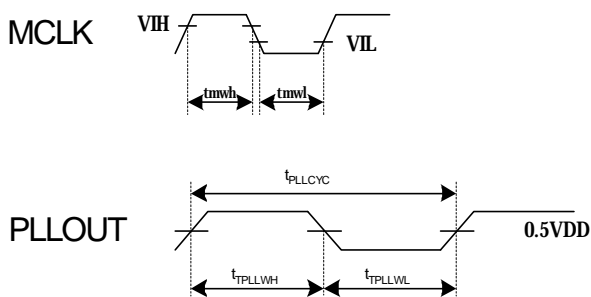 MCLK
VIH
VIL
tmwh
tmwl
tPLLCYC
PLLOUT
0.5VDD
tTPLLWH
tTPLLWL